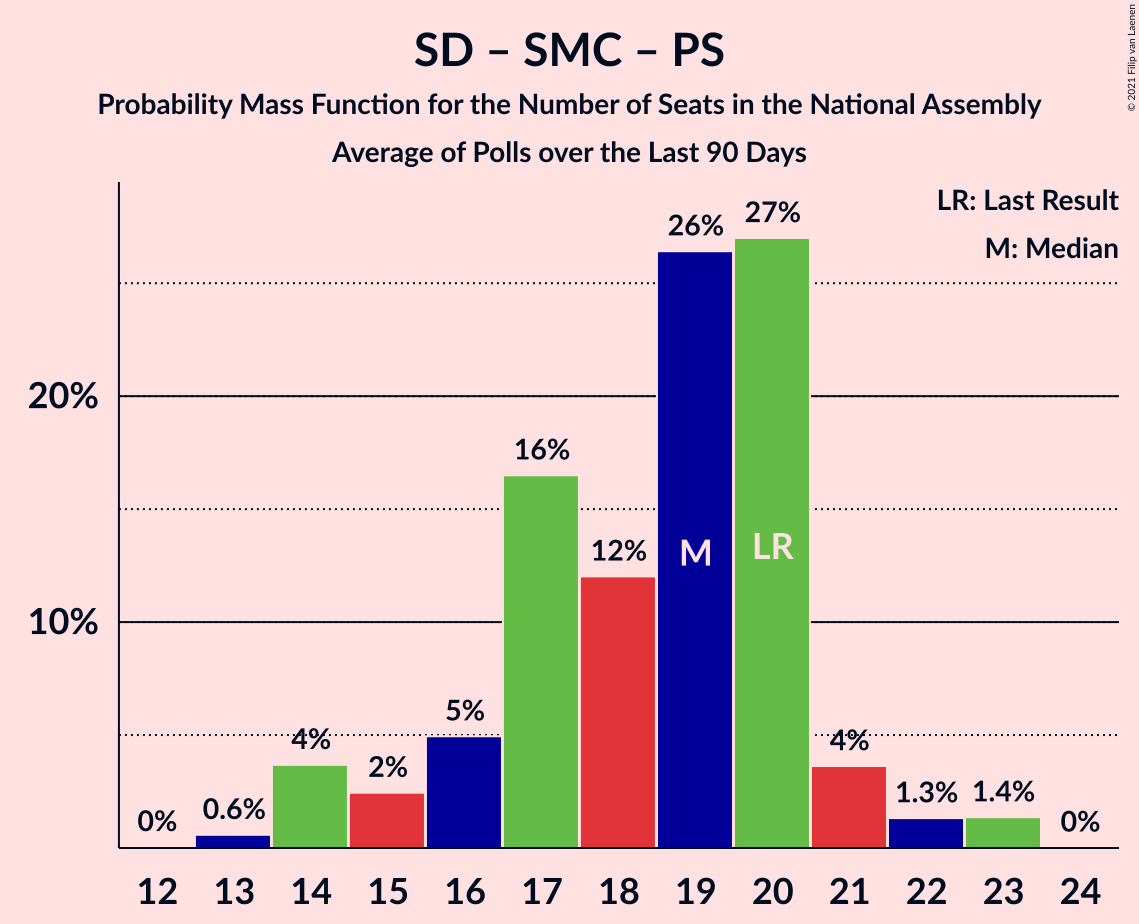 SD – SMC – PS
Probability Mass Function for the Number of Seats in the National Assembly
Average of Polls over the Last 90 Days
© 2021 Filip van Laenen
LR: Last Result
M: Median
20%
10%
0%
0.6%
4%
2%
5%
16%
12%
26%
27%
4%
1.3%
1.4%
0%
M
LR
12 13 14 15 16 17 18 19 20 21 22 23 24